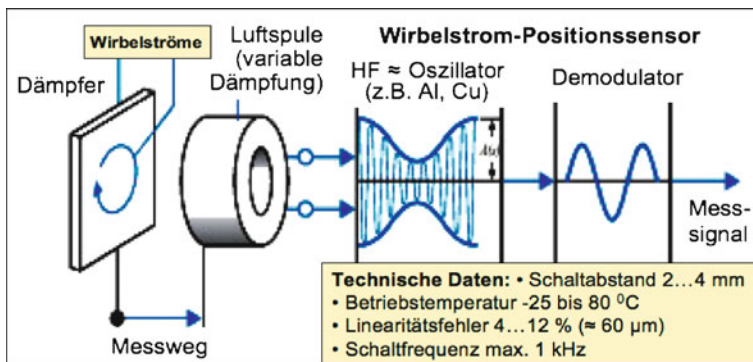 Wirbelströme
Dämpfer
Luftspule
(variable
Dämpfung)
Wirbelstrom-Positionssensor
HF ≈ Oszillator
(z.B. Al, Cu)
Demodulator
Mess-
signal
Messweg
Technische Daten: • Schaltabstand 2…4 mm
• Betriebstemperatur -25 bis 80 ⁰C
• Linearitätsfehler 4…12 % (≈ 60 µm)
• Schaltfrequenz max. 1 kHz